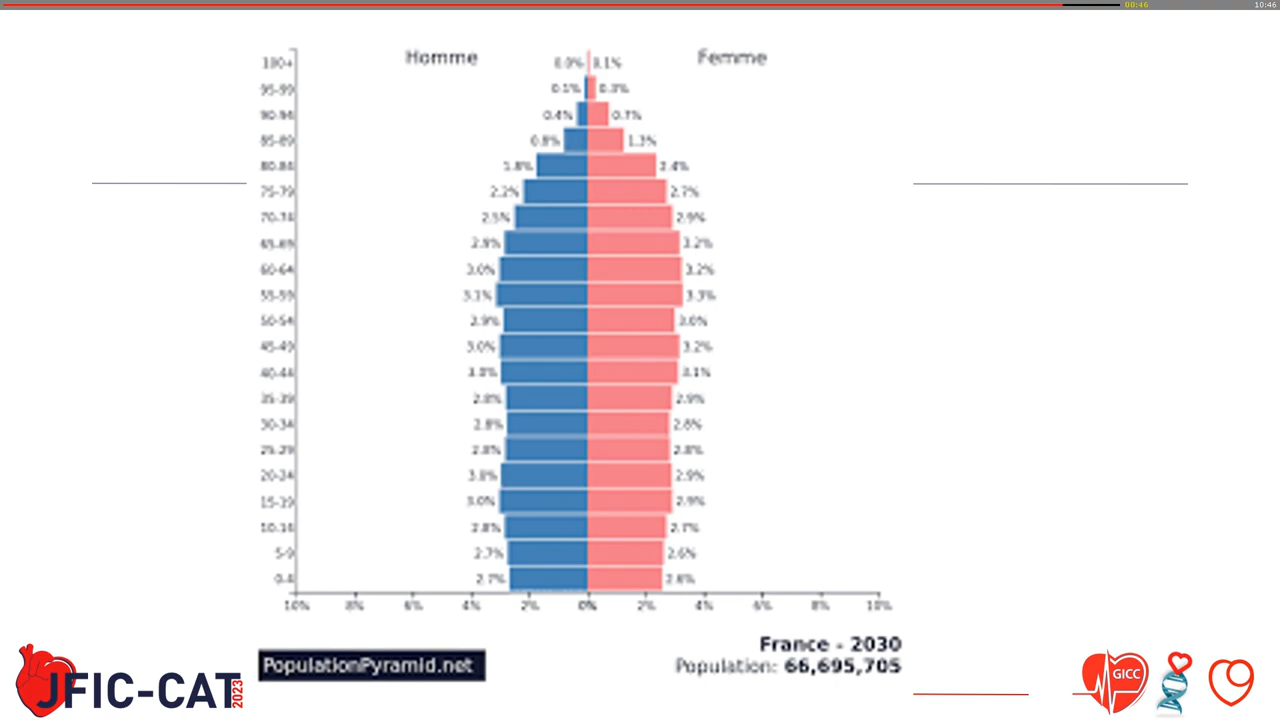 00:46 10:46
Homme Femme
100+ 0.0% 0.1%
95-99 0.1% 0.3%
90-94 0.4% 0.7%
85-89 0.8% 1.3%
80-84 1.8% 2.4%
75-79 2.2% 2.7%
70-74 2.5% 2.9%
65-69 2.9% 3.2%
60-64 3.0% 3.2%
55-59 3.1% 3.3%
50-54 2.9% 3.0%
45-49 3.0% 3.2%
40-44 3.0% 3.1%
35-39 2.8% 2.9%
30-34 2.8% 2.8%
25-29 2.8% 2.8%
20-24 3.0% 2.9%
15-19 3.0% 2.9%
10-14 2.8% 2.7%
5-9 2.7% 2.6%
0-4 2.7% 2.6%
10% 8% 6% 4% 2% 0% 2% 4% 6% 8% 10%
PopulationPyramid.net
France - 2030
Population: 66,695,705
JFIC-CAT 2023
GICC